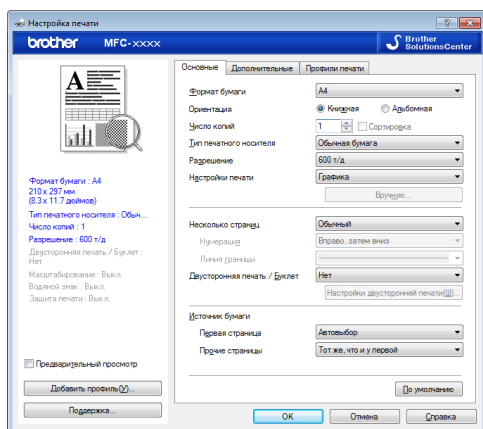 Настройка печати
brother MFC-xxxx
Brother
SolutionsCenter
Основные Дополнительные Профили печати
Формат бумаги A4
Ориентация Книжная Альбомная
Число копий 1 Сортировка
Тип печатного носителя Обычная бумага
Разрешение 600 т/д
Настройки печати Графика
Вручную...
Несколько страниц Обычный
Нумерация Вправо, затем вниз
Линия границы
Двусторонняя печать / Буклет Нет
Настройки двусторонней печати(Ш)...
Источник бумаги
Первая страница Автовыбор
Прочие страницы Тот же, что и у первой
По умолчанию
A
Формат бумаги : A4
210 x 297 мм
(8.3 x 11.7 дюймов)
Тип печатного носителя : Обыч...
Число копий : 1
Разрешение : 600 т/д
Двусторонняя печать / Буклет :
Нет
Масштабирование : Выкл.
Водяной знак : Выкл.
Защита печати : Выкл.
Предварительный просмотр
Добавить профиль(У)...
Поддержка...
OK Отмена Справка